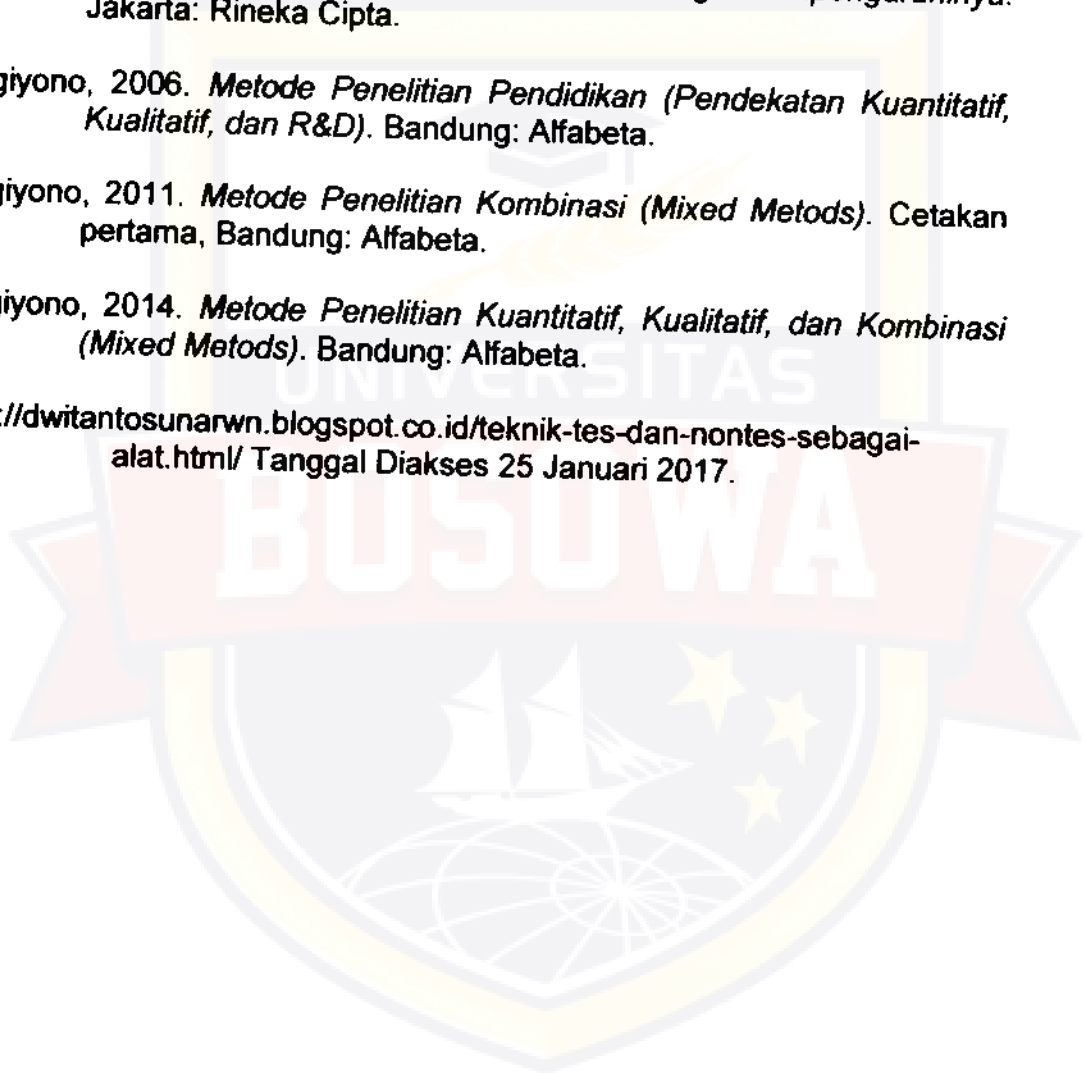 Jakarta: Rineka Cipta.
giyono, 2006. Metode Penelitian Pendidikan (Pendekatan Kuantitatif,
Kualitatif, dan R&D). Bandung: Alfabeta.
giyono, 2011. Metode Penelitian Kombinasi (Mixed Metods). Cetakan
pertama, Bandung: Alfabeta.
giyono, 2014. Metode Penelitian Kuantitatif, Kualitatif, dan Kombinasi
(Mixed Metods). Bandung: Alfabeta.
://dwitantosunarwn.blogspot.co.id/teknik-tes-dan-nontes-sebagai-
alat.html/ Tanggal Diakses 25 Januari 2017.
UNIVERSITAS
BOSOWA